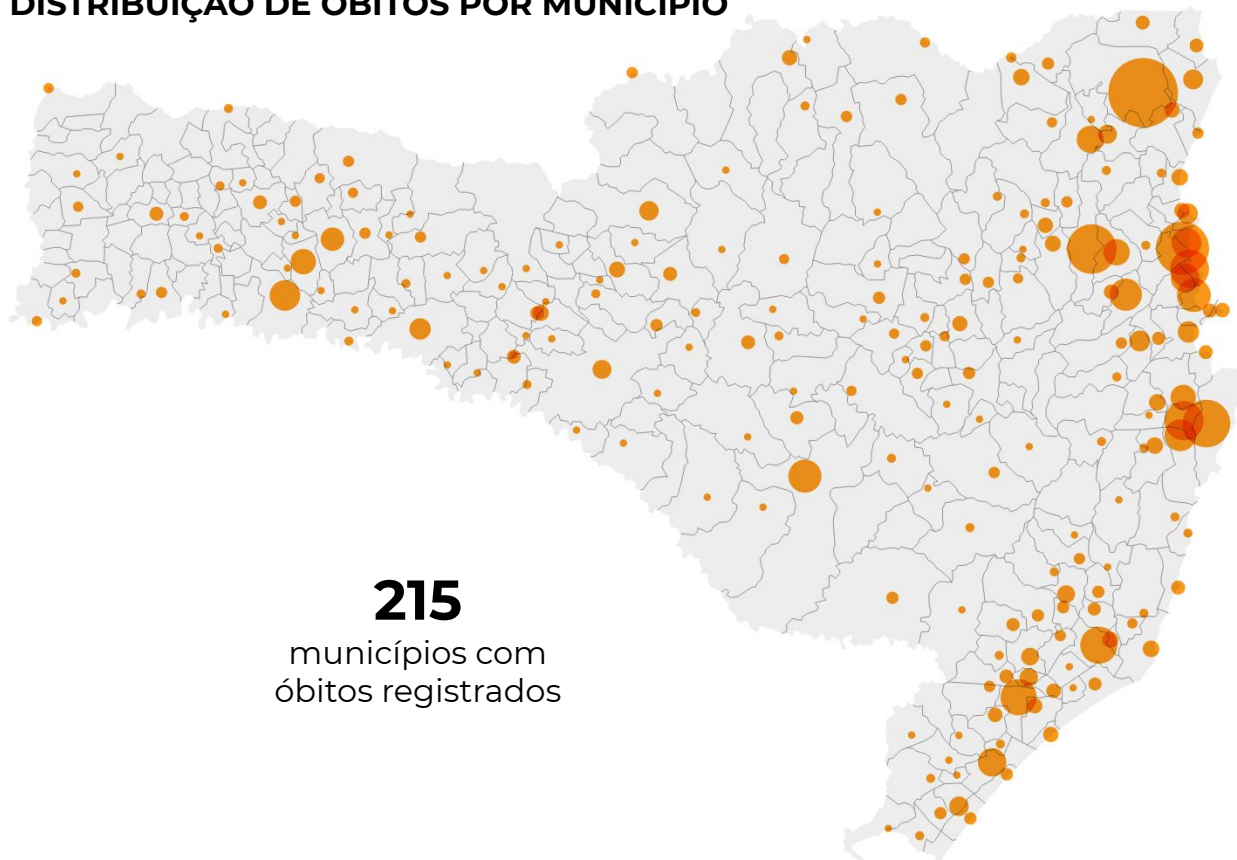 DISTRIBUIÇÃO DE ÓBITOS POR MUNICÍPIO
215
municípios com
óbitos registrados